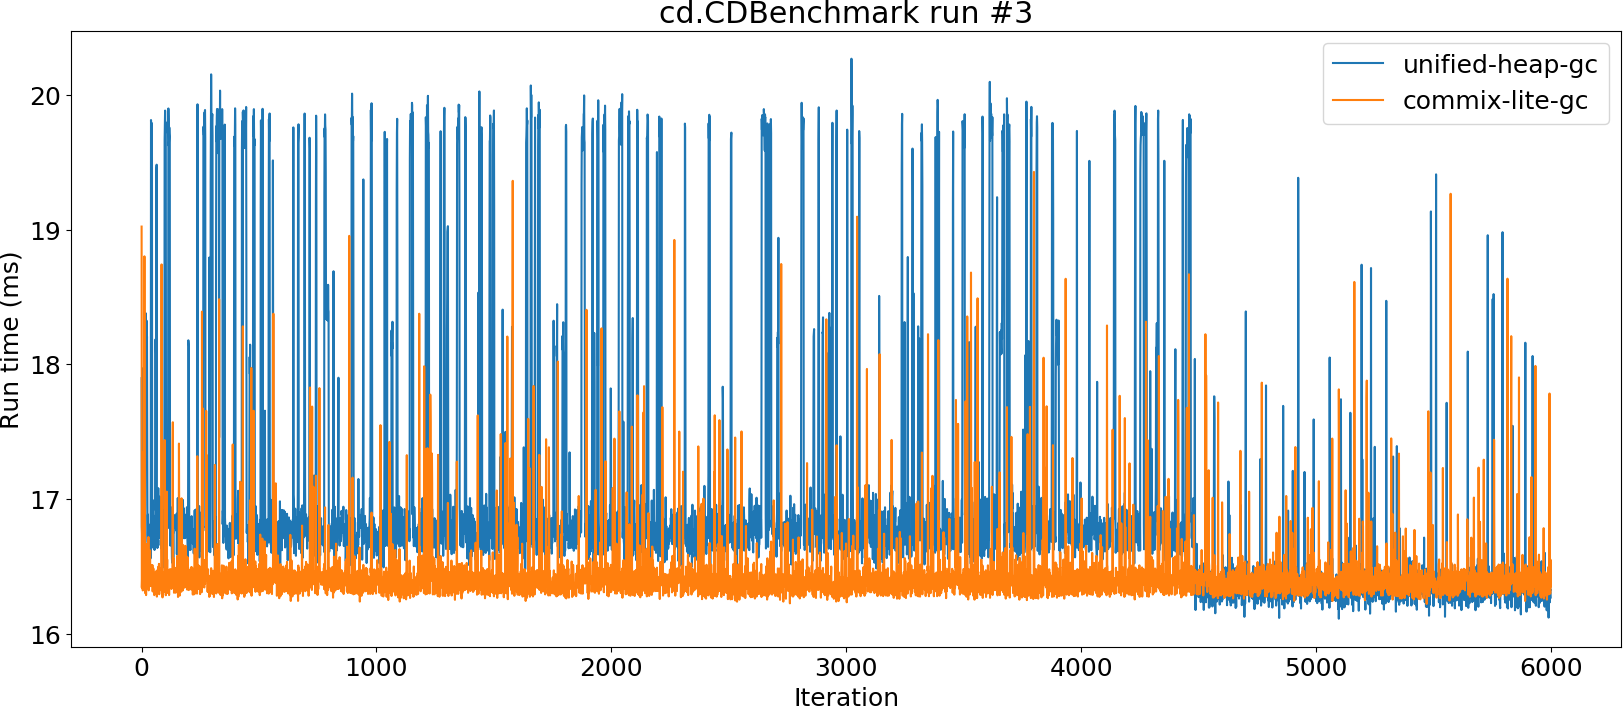 cd.CDBenchmark run #3
unified-heap-gc
commix-lite-gc
Run time (ms)
20
19
18
17
16
0 1000 2000 3000 4000 5000 6000
Iteration